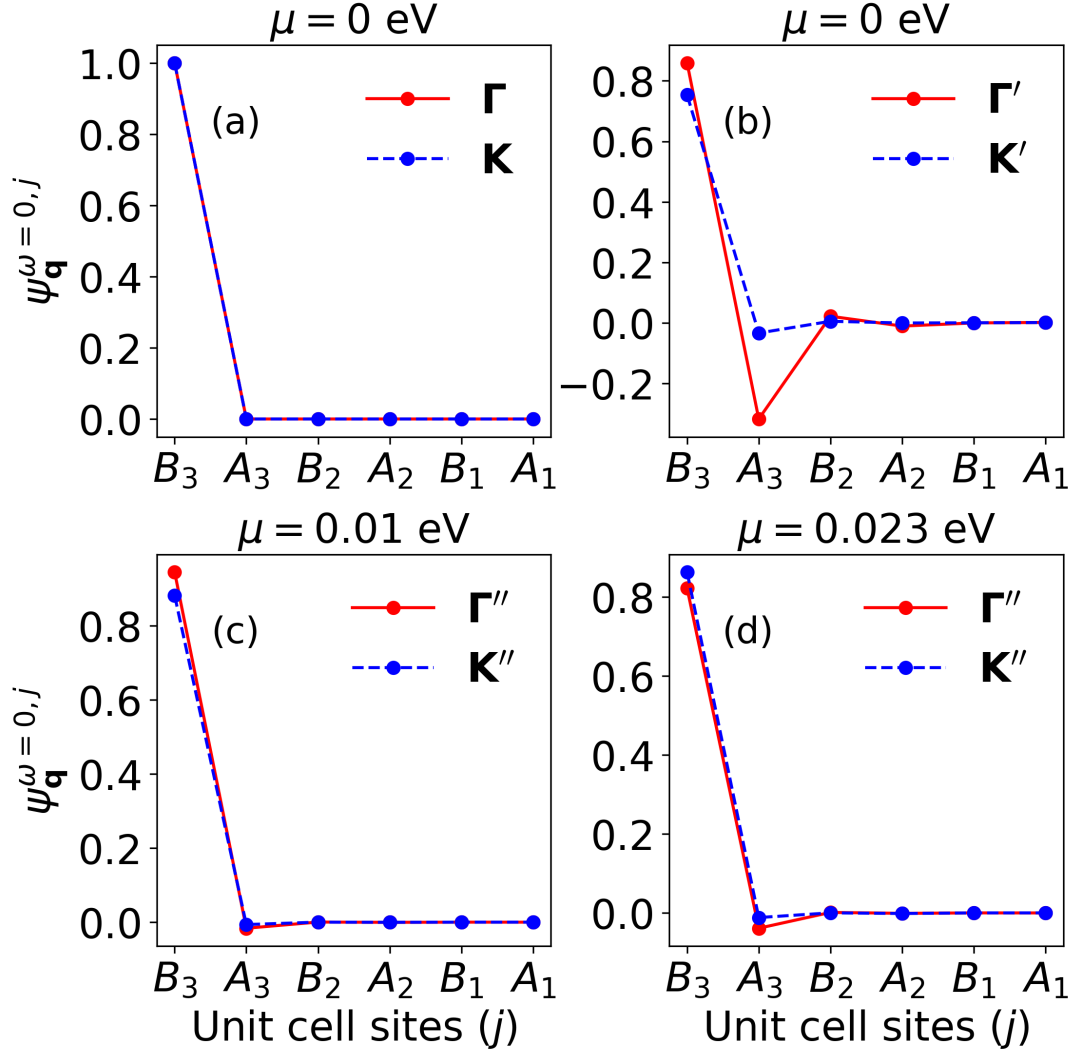 μ = 0 eV
μ = 0 eV
1.0
0.8
0.6
0.4
0.2
0.0
(a)
Γ
K
ψ_q^{ω=0,j}
B₃ A₃ B₂ A₂ B₁ A₁
0.8
0.6
0.4
0.2
0.0
−0.2
(b)
Γ′
K′
B₃ A₃ B₂ A₂ B₁ A₁
μ = 0.01 eV
μ = 0.023 eV
0.8
0.6
0.4
0.2
0.0
(c)
Γ″
K″
ψ_q^{ω=0,j}
B₃ A₃ B₂ A₂ B₁ A₁
Unit cell sites (j)
0.8
0.6
0.4
0.2
0.0
(d)
Γ″
K″
B₃ A₃ B₂ A₂ B₁ A₁
Unit cell sites (j)